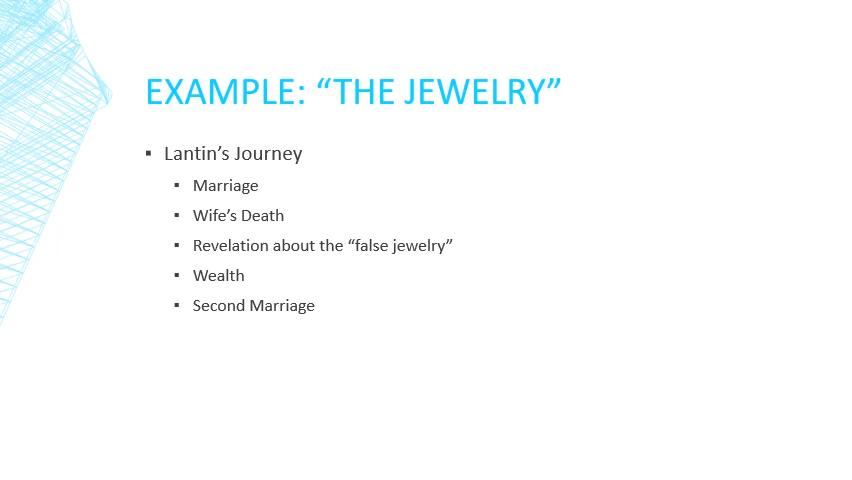 EXAMPLE: “THE JEWELRY”
▪ Lantin’s Journey
▪ Marriage
▪ Wife’s Death
▪ Revelation about the “false jewelry”
▪ Wealth
▪ Second Marriage